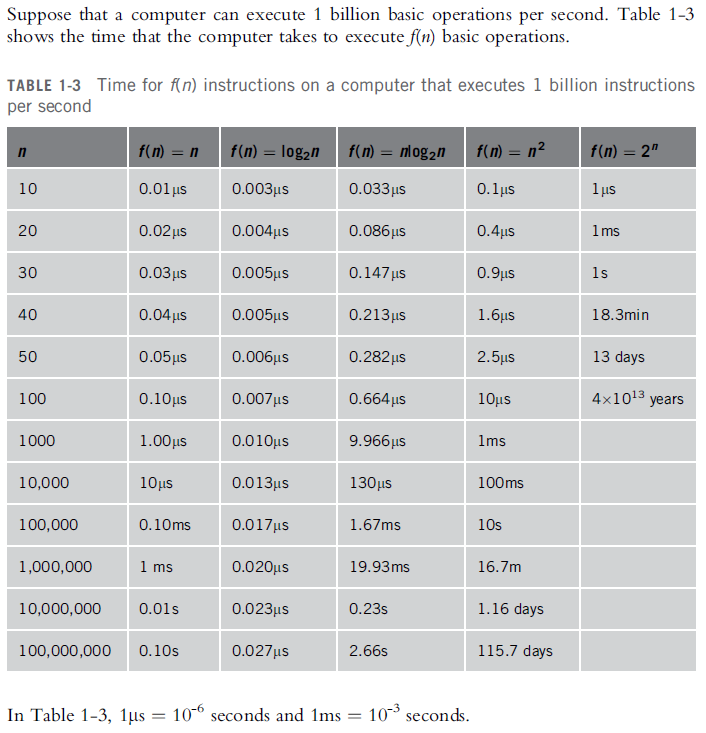 Suppose that a computer can execute 1 billion basic operations per second. Table 1-3
shows the time that the computer takes to execute f(n) basic operations.
TABLE 1-3 Time for f(n) instructions on a computer that executes 1 billion instructions
per second
n f(n) = n f(n) = log₂n f(n) = nlog₂n f(n) = n² f(n) = 2ⁿ
10 0.01μs 0.003μs 0.033μs 0.1μs 1μs
20 0.02μs 0.004μs 0.086μs 0.4μs 1ms
30 0.03μs 0.005μs 0.147μs 0.9μs 1s
40 0.04μs 0.005μs 0.213μs 1.6μs 18.3min
50 0.05μs 0.006μs 0.282μs 2.5μs 13 days
100 0.10μs 0.007μs 0.664μs 10μs 4×10¹³ years
1000 1.00μs 0.010μs 9.966μs 1ms
10,000 10μs 0.013μs 130μs 100ms
100,000 0.10ms 0.017μs 1.67ms 10s
1,000,000 1 ms 0.020μs 19.93ms 16.7m
10,000,000 0.01s 0.023μs 0.23s 1.16 days
100,000,000 0.10s 0.027μs 2.66s 115.7 days
In Table 1-3, 1μs = 10⁻⁶ seconds and 1ms = 10⁻³ seconds.